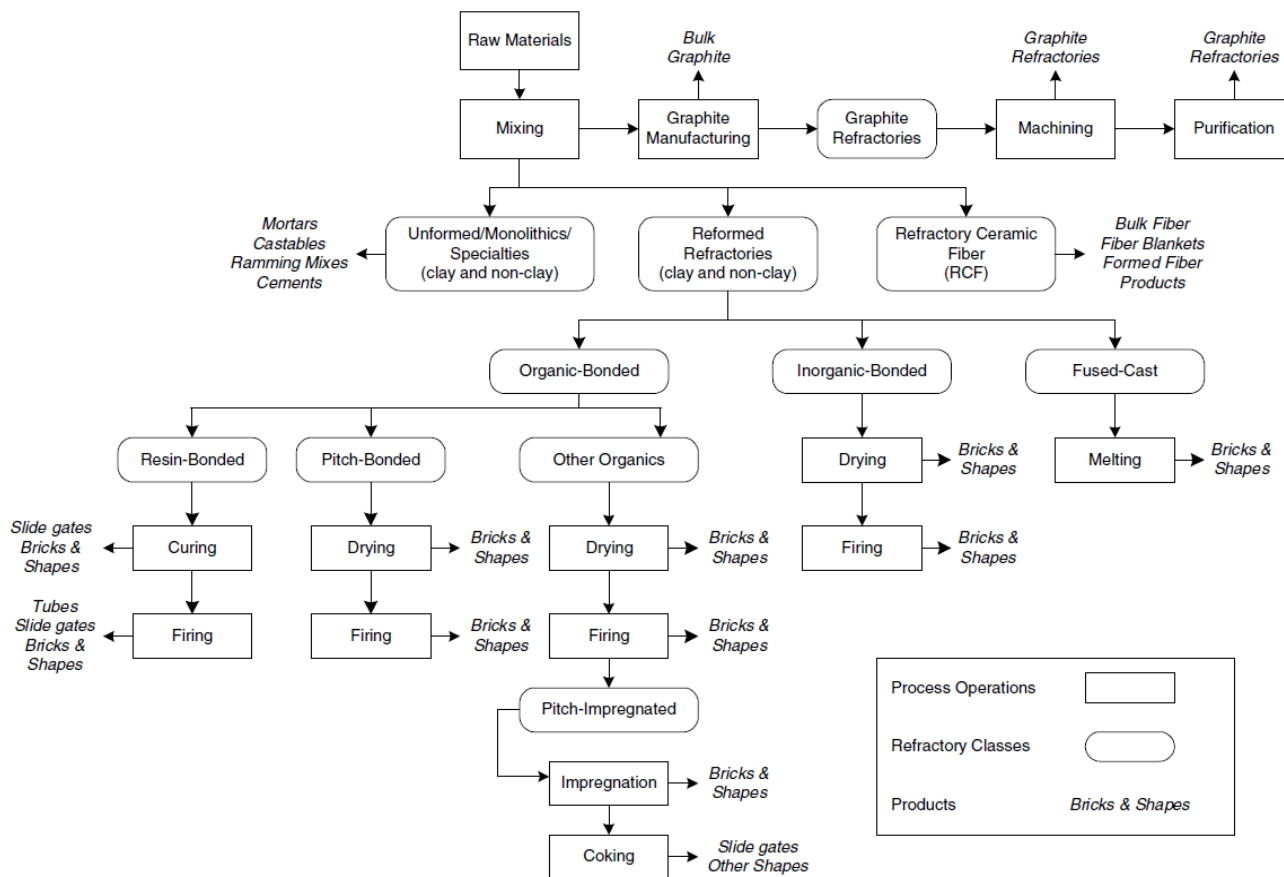 Raw Materials
Bulk
Graphite
Graphite
Refractories
Graphite
Refractories
Mixing
Graphite
Manufacturing
Graphite
Refractories
Machining
Purification
Mortars
Castables
Ramming Mixes
Cements
Unformed/Monolithics/
Specialties
(clay and non-clay)
Reformed
Refractories
(clay and non-clay)
Refractory Ceramic
Fiber
(RCF)
Bulk Fiber
Fiber Blankets
Formed Fiber
Products
Organic-Bonded
Inorganic-Bonded
Fused-Cast
Resin-Bonded
Pitch-Bonded
Other Organics
Drying
Bricks &
Shapes
Melting
Bricks &
Shapes
Slide gates
Bricks &
Shapes
Curing
Drying
Bricks &
Shapes
Drying
Bricks &
Shapes
Firing
Bricks &
Shapes
Tubes
Slide gates
Bricks &
Shapes
Firing
Firing
Bricks &
Shapes
Firing
Bricks &
Shapes
Pitch-Impregnated
Impregnation
Bricks &
Shapes
Coking
Slide gates
Other Shapes
Process Operations
Refractory Classes
Products
Bricks & Shapes